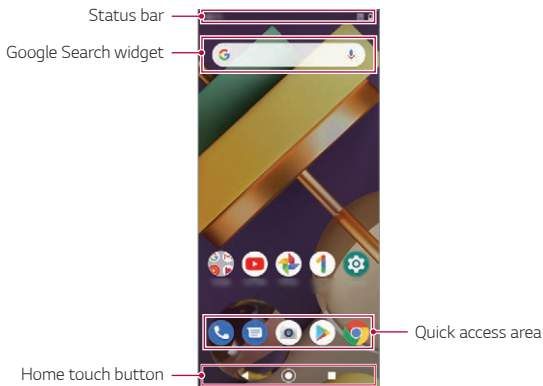 Status bar
Google Search widget
Quick access area
Home touch button